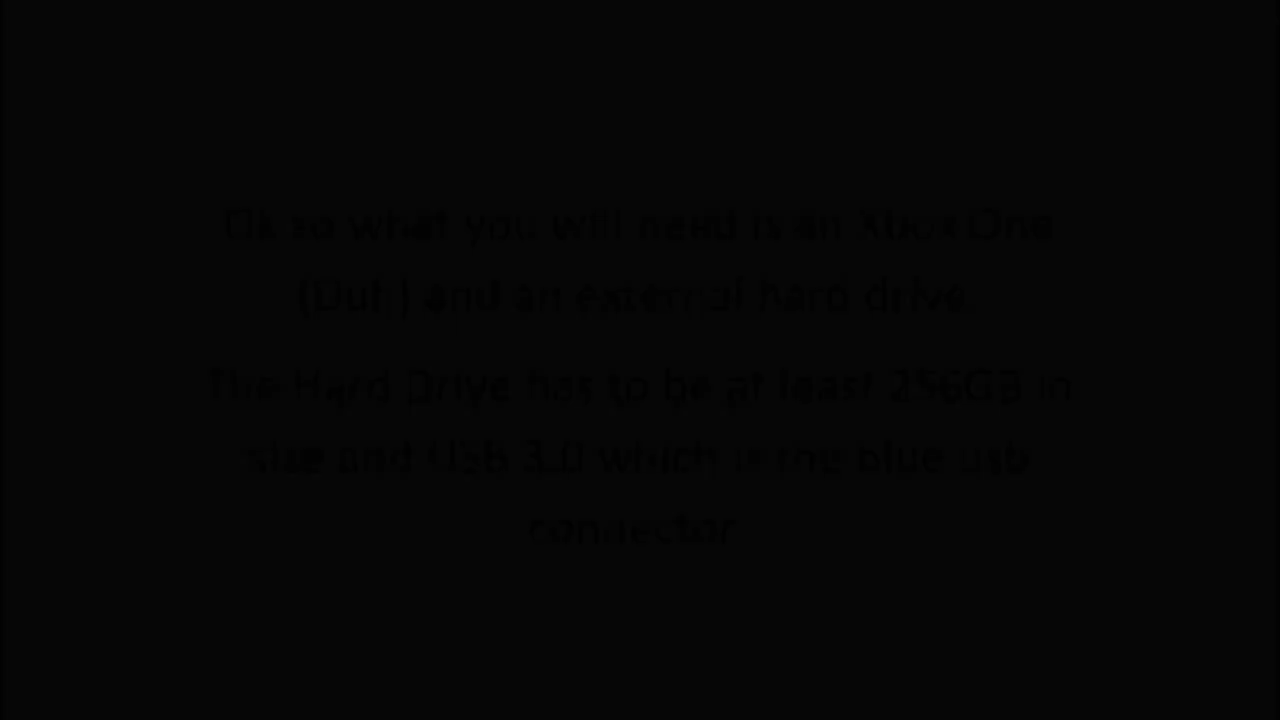 Ok so what you will need is an Xbox One
(Duh ) and an external hard drive.
The Hard Drive has to be at least 256GB in
size and Usb 3.0 which is the blue usb
connector